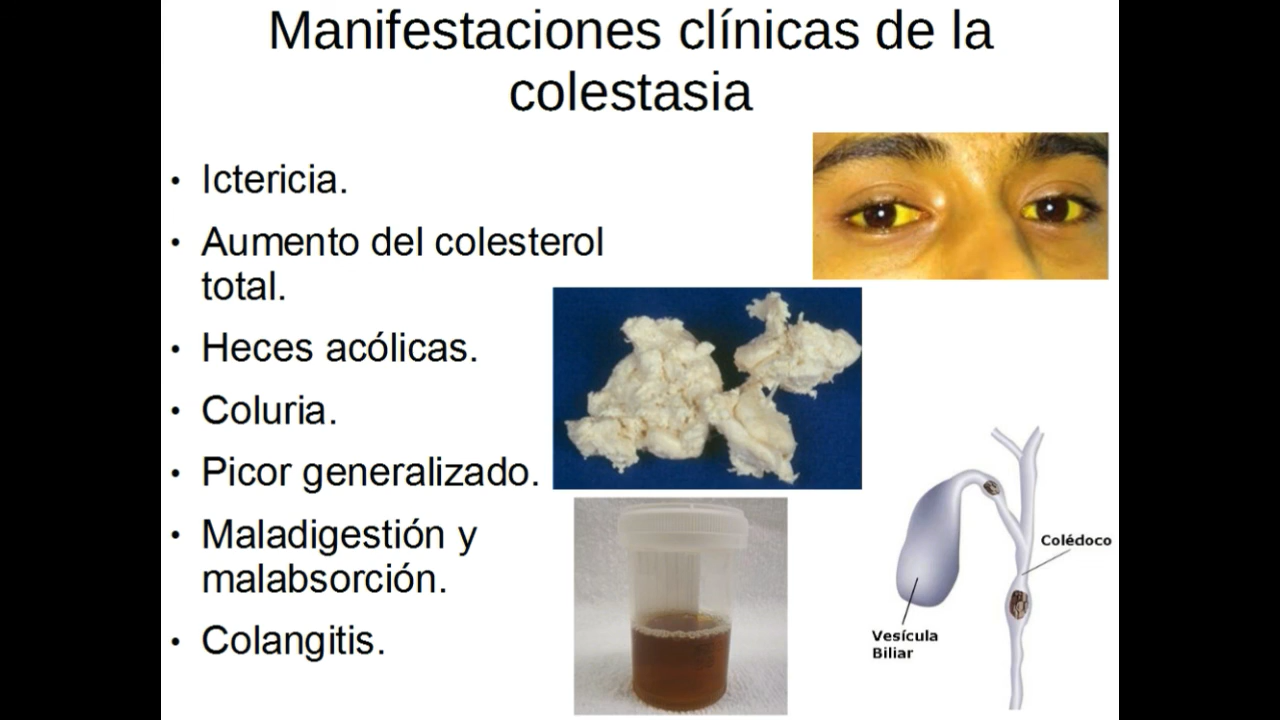 Manifestaciones clínicas de la
colestasia
• Ictericia.
• Aumento del colesterol
total.
• Heces acólicas.
• Coluria.
• Picor generalizado.
• Maladigestión y
malabsorción.
• Colangitis.
Colédoco
Vesícula
Biliar